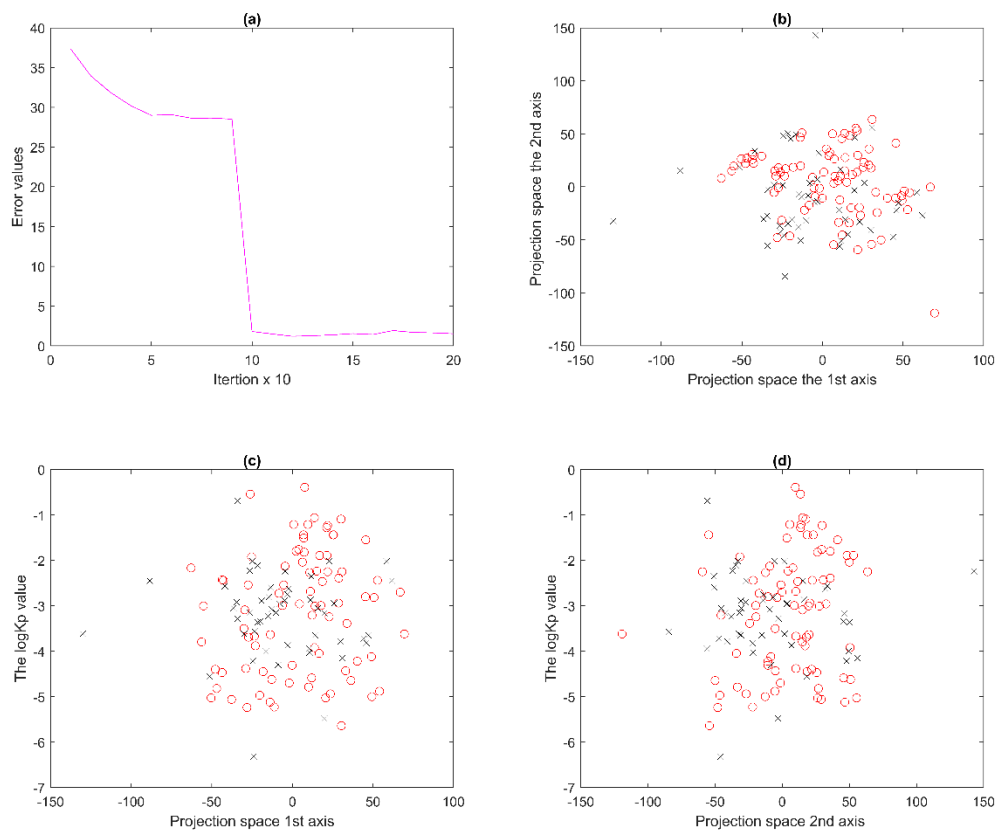 (a)
40
35
30
25
20
15
10
5
0
Error values
0 5 10 15 20
Itertion x 10
(b)
150
100
50
0
-50
-100
-150
Projection space the 2nd axis
-150 -100 -50 0 50 100
Projection space the 1st axis
(c)
0
-1
-2
-3
-4
-5
-6
-7
The logKp value
-150 -100 -50 0 50 100
Projection space 1st axis
(d)
0
-1
-2
-3
-4
-5
-6
-7
The logKp value
-150 -100 -50 0 50 100 150
Projection space 2nd axis